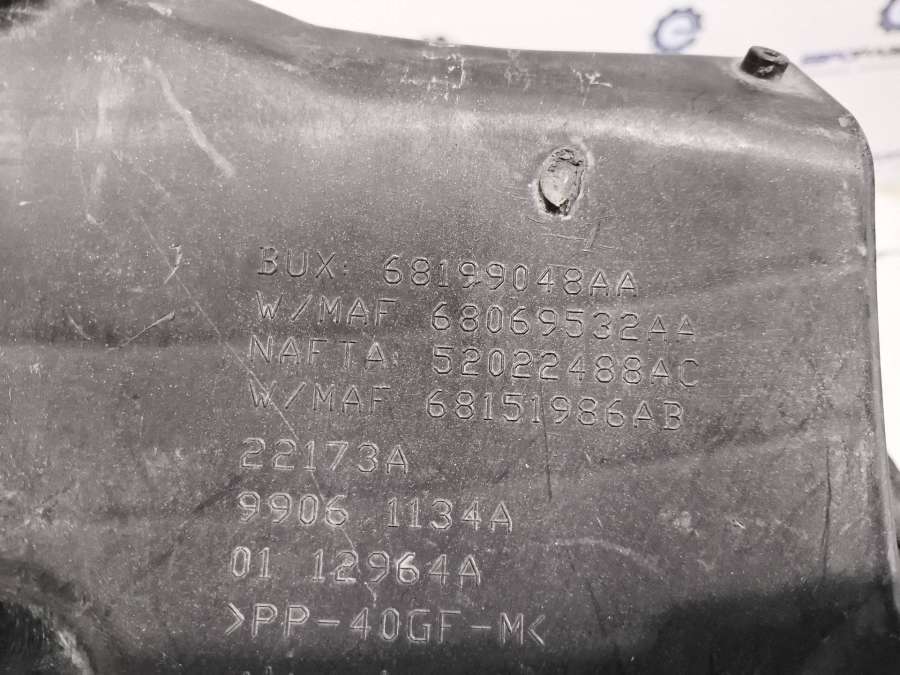 BUX: 68199048AA
W/MAF 68069532AA
NAFTA: 52022488AC
W/MAF 68151986AB
22173A
9906 1134A
01 12964A
>PP-40GF-M<